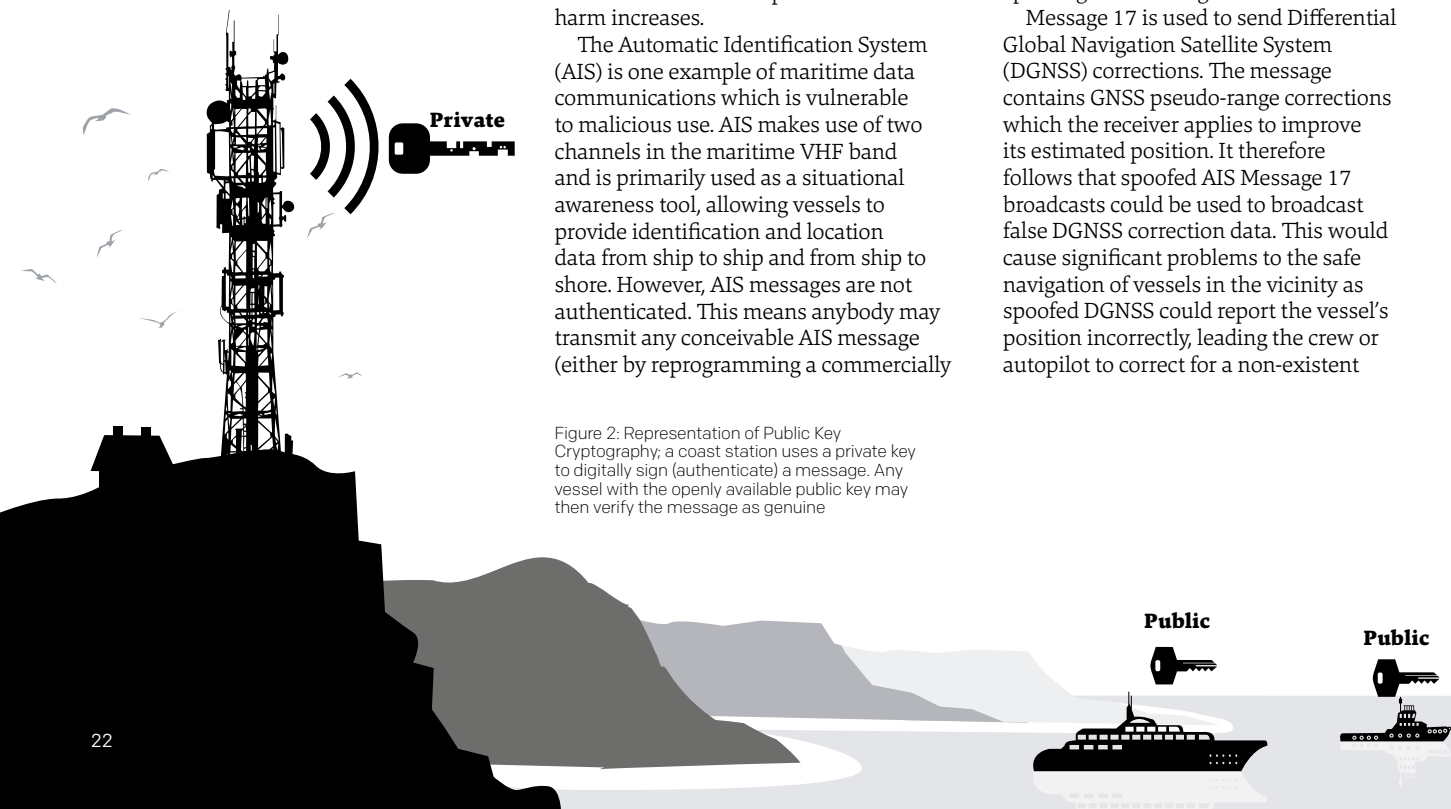 harm increases.
The Automatic Identification System
(AIS) is one example of maritime data
communications which is vulnerable
to malicious use. AIS makes use of two
channels in the maritime VHF band
and is primarily used as a situational
awareness tool, allowing vessels to
provide identification and location
data from ship to ship and from ship to
shore. However, AIS messages are not
authenticated. This means anybody may
transmit any conceivable AIS message
(either by reprogramming a commercially
Message 17 is used to send Differential
Global Navigation Satellite System
(DGNSS) corrections. The message
contains GNSS pseudo-range corrections
which the receiver applies to improve
its estimated position. It therefore
follows that spoofed AIS Message 17
broadcasts could be used to broadcast
false DGNSS correction data. This would
cause significant problems to the safe
navigation of vessels in the vicinity as
spoofed DGNSS could report the vessel's
position incorrectly, leading the crew or
autopilot to correct for a non-existent
Private
Figure 2: Representation of Public Key
Cryptography; a coast station uses a private key
to digitally sign (authenticate) a message. Any
vessel with the openly available public key may
then verify the message as genuine
Public
Public
22